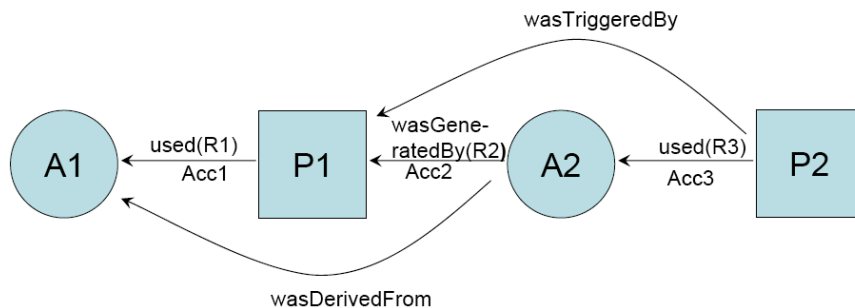 wasTriggeredBy
A1
used(R1)
Acc1
P1
wasGene-
ratedBy(R2)
Acc2
A2
used(R3)
Acc3
P2
wasDerivedFrom